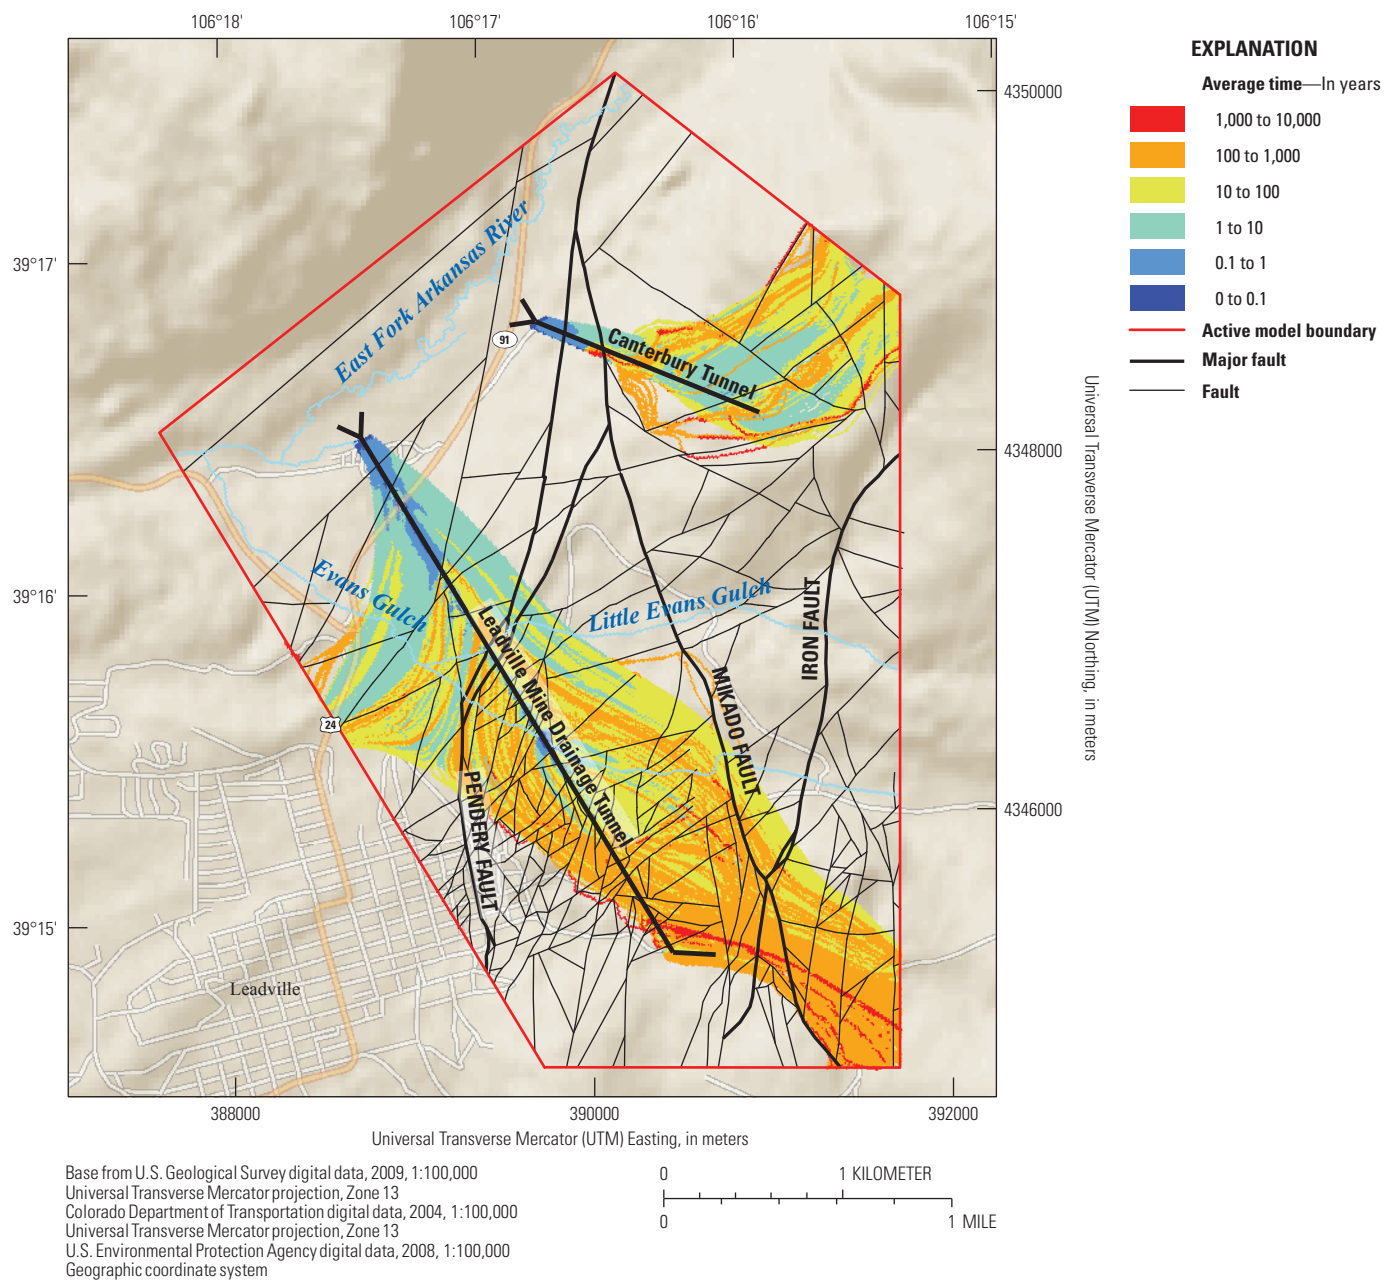 106°18'
106°17'
106°16'
106°15'
EXPLANATION
Average time—In years
1,000 to 10,000
100 to 1,000
10 to 100
1 to 10
0.1 to 1
0 to 0.1
Active model boundary
Major fault
Fault
4350000
4348000
4346000
Universal Transverse Mercator (UTM) Northing, in meters
39°17'
39°16'
39°15'
East Fork Arkansas River
91
Canterbury Tunnel
Evans Gulch
Little Evans Gulch
IRON FAULT
Leadville Mine Drainage Tunnel
MIKADO FAULT
24
PENDERY FAULT
Leadville
388000
390000
392000
Universal Transverse Mercator (UTM) Easting, in meters
Base from U.S. Geological Survey digital data, 2009, 1:100,000
Universal Transverse Mercator projection, Zone 13
Colorado Department of Transportation digital data, 2004, 1:100,000
Universal Transverse Mercator projection, Zone 13
U.S. Environmental Protection Agency digital data, 2008, 1:100,000
Geographic coordinate system
0 1 KILOMETER
0 1 MILE